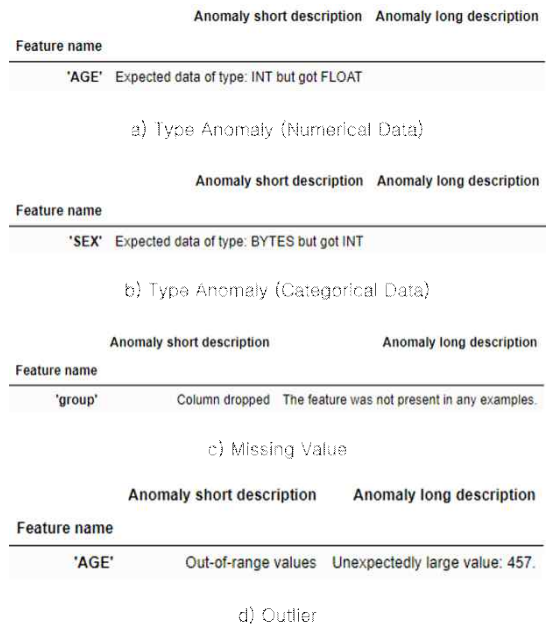 Anomaly short description Anomaly long description
Feature name
'AGE' Expected data of type: INT but got FLOAT
a) Type Anomaly (Numerical Data)
Anomaly short description Anomaly long description
Feature name
'SEX' Expected data of type: BYTES but got INT
b) Type Anomaly (Categorical Data)
Anomaly short description Anomaly long description
Feature name
'group' Column dropped The feature was not present in any examples.
c) Missing Value
Anomaly short description Anomaly long description
Feature name
'AGE' Out-of-range values Unexpectedly large value: 457.
d) Outlier